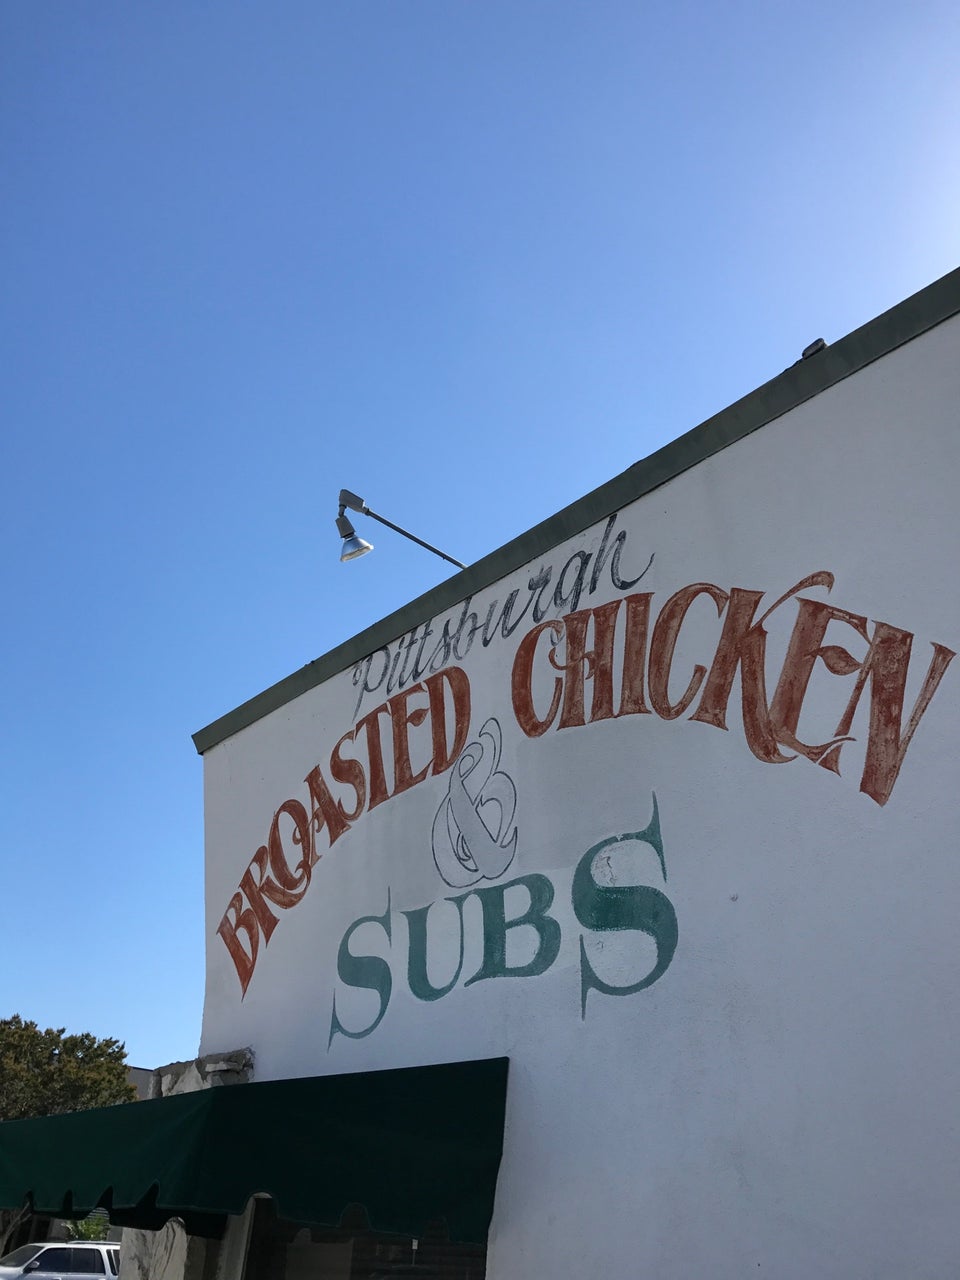 Pittsburgh
BROASTED CHICKEN
&
SUBS